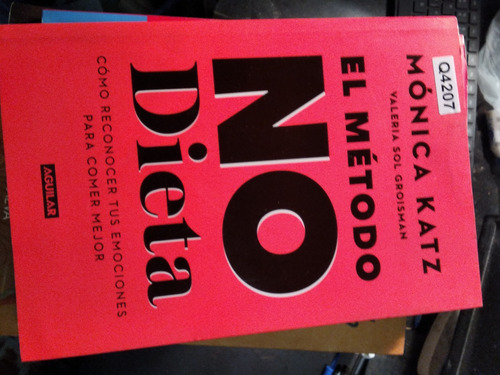 Q4207
MÓNICA KATZ
VALERIA SOL GROISMAN
EL MÉTODO
NO
Dieta
CÓMO RECONOCER TUS EMOCIONES
PARA COMER MEJOR
AGUILAR